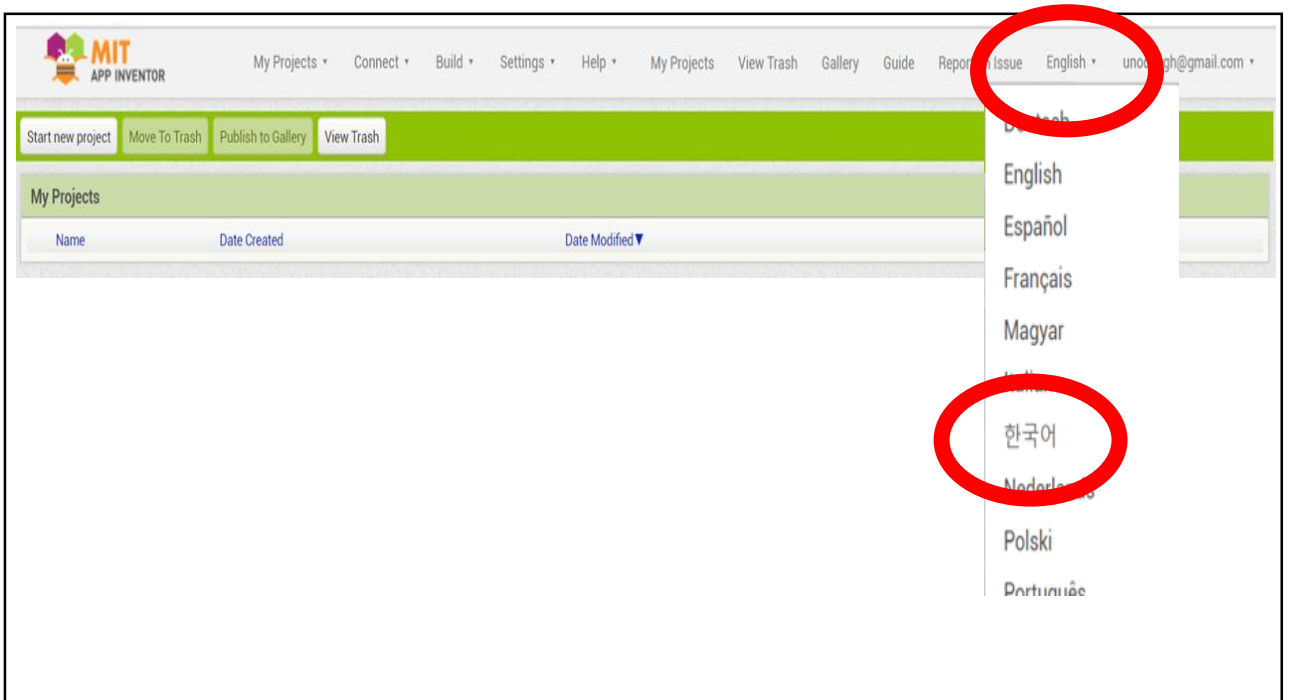 MIT
APP INVENTOR
My Projects Connect Build Settings Help My Projects View Trash Gallery Guide Issue English
Start new project Move To Trash Publish to Gallery View Trash
My Projects
Name Date Created Date Modified▼
English
Español
Français
Magyar
한국어
Polski
Português